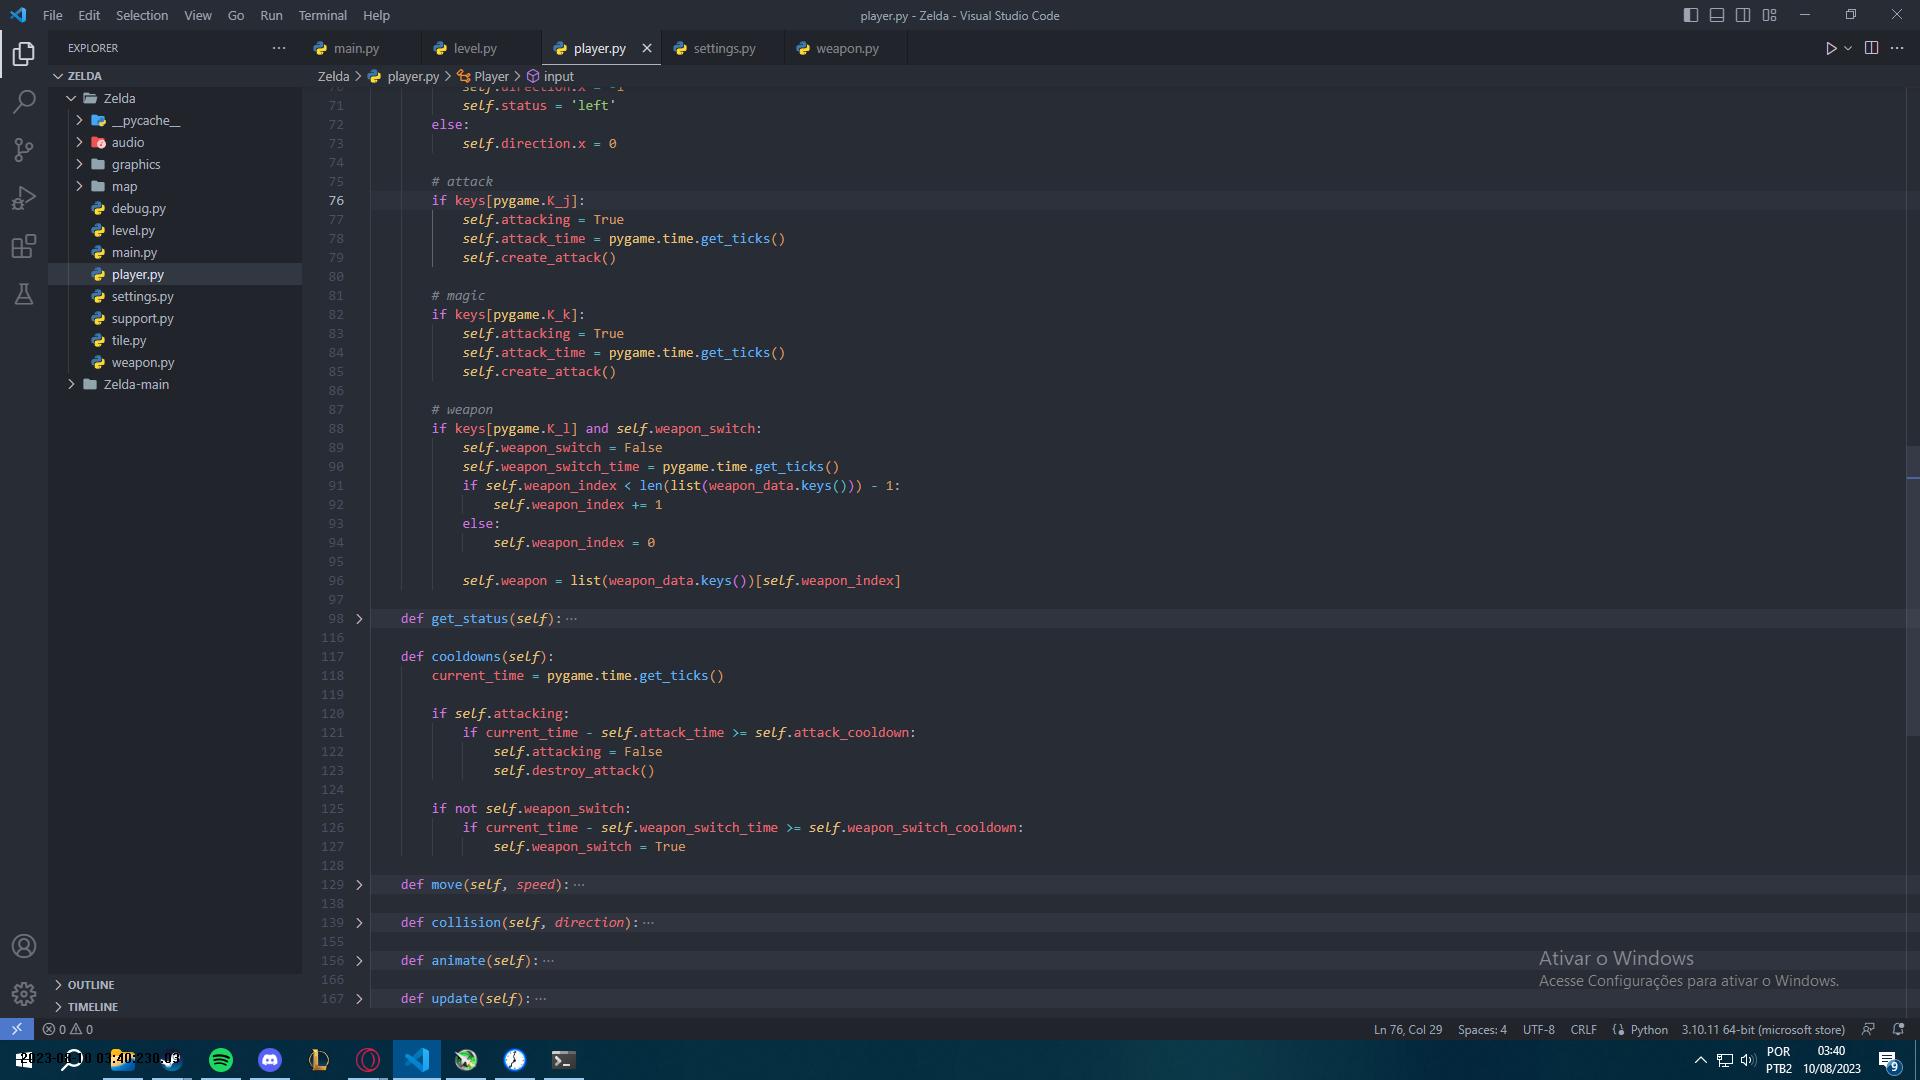 File Edit Selection View Go Run Terminal Help
player.py - Zelda - Visual Studio Code
EXPLORER
main.py
level.py
player.py
settings.py
weapon.py
ZELDA
Zelda
__pycache__
audio
graphics
map
debug.py
level.py
main.py
player.py
settings.py
support.py
tile.py
weapon.py
Zelda-main
OUTLINE
TIMELINE
Zelda > player.py > Player > input
70 self.direction.x = -1
71 self.status = 'left'
72 else:
73 self.direction.x = 0
74
75 # attack
76 if keys[pygame.K_j]:
77 self.attacking = True
78 self.attack_time = pygame.time.get_ticks()
79 self.create_attack()
80
81 # magic
82 if keys[pygame.K_k]:
83 self.attacking = True
84 self.attack_time = pygame.time.get_ticks()
85 self.create_attack()
86
87 # weapon
88 if keys[pygame.K_l] and self.weapon_switch:
89 self.weapon_switch = False
90 self.weapon_switch_time = pygame.time.get_ticks()
91 if self.weapon_index < len(list(weapon_data.keys())) - 1:
92 self.weapon_index += 1
93 else:
94 self.weapon_index = 0
95
96 self.weapon = list(weapon_data.keys())[self.weapon_index]
97
98 def get_status(self): ...
116
117 def cooldowns(self):
118 current_time = pygame.time.get_ticks()
119
120 if self.attacking:
121 if current_time - self.attack_time >= self.attack_cooldown:
122 self.attacking = False
123 self.destroy_attack()
124
125 if not self.weapon_switch:
126 if current_time - self.weapon_switch_time >= self.weapon_switch_cooldown:
127 self.weapon_switch = True
128
129 def move(self, speed): ...
138
139 def collision(self, direction): ...
155
156 def animate(self): ...
166
167 def update(self): ...
Ativar o Windows
Acesse Configurações para ativar o Windows.
0 0
Ln 76, Col 29 Spaces: 4 UTF-8 CRLF Python 3.10.11 64-bit (microsoft store)
POR
PTB2
03:40
10/08/2023
9